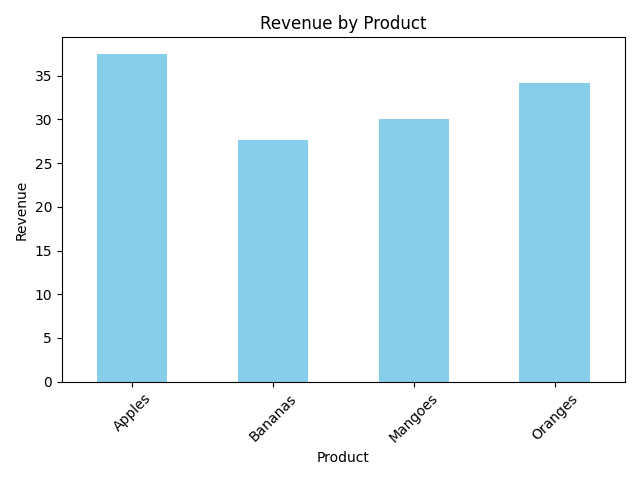 Revenue by Product
Revenue
35
30
25
20
15
10
5
0
Apples
Bananas
Mangoes
Oranges
Product